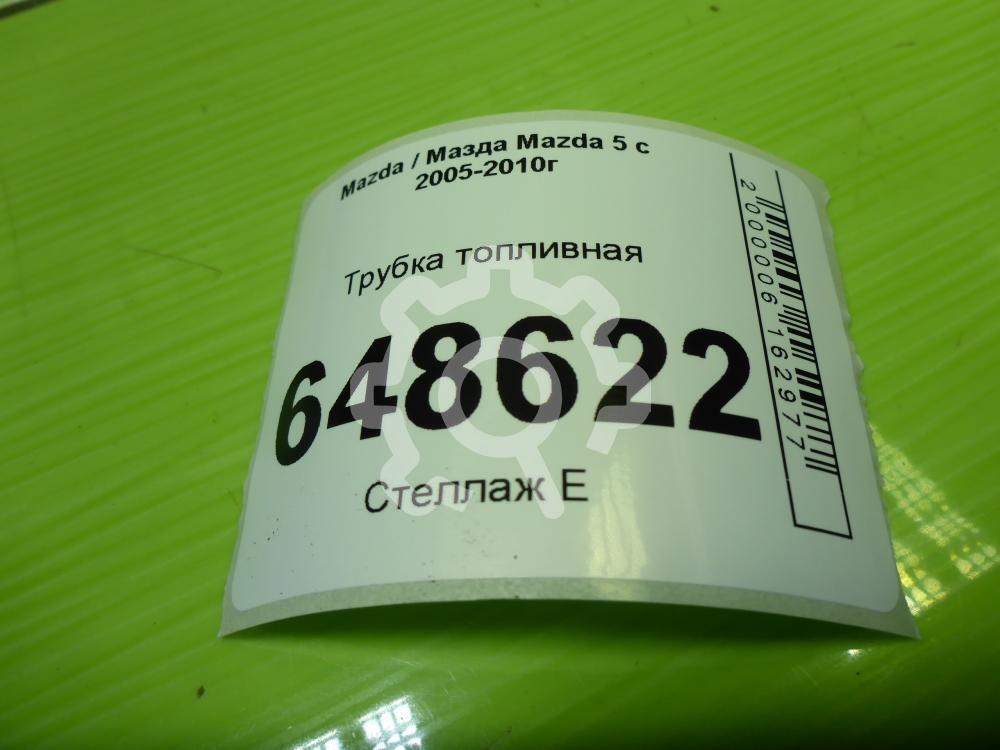 Mazda / Мазда Mazda 5 с
2005-2010г
Трубка топливная
648622
Стеллаж Е
2000006162977